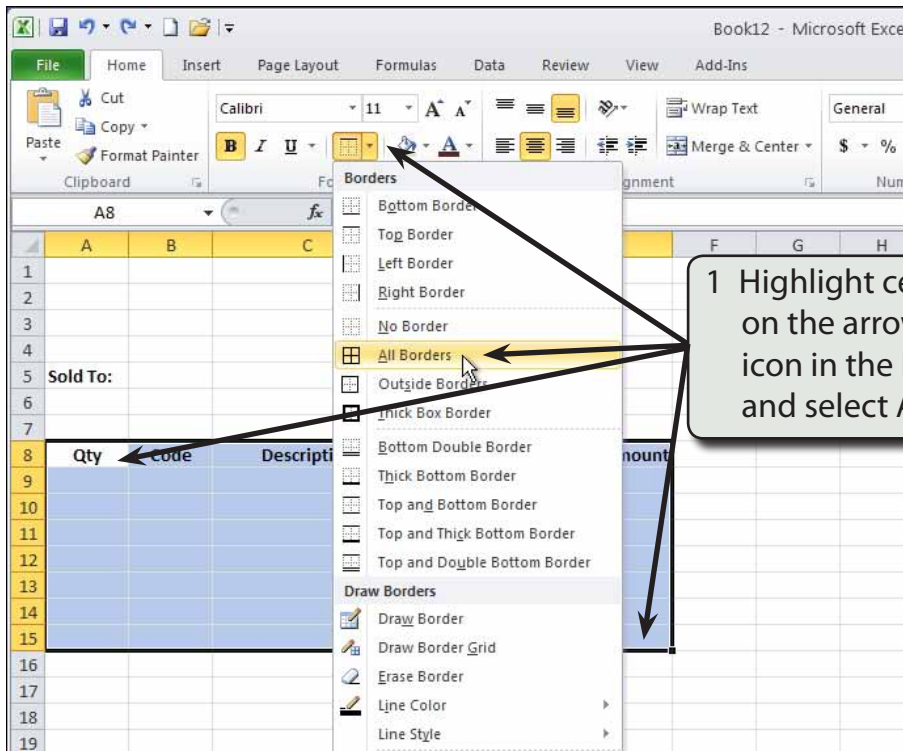 Book12 - Microsoft Exce
File Home Insert Page Layout Formulas Data Review View Add-Ins
Cut
Copy
Format Painter
Paste
Clipboard
Calibri 11 A A
B I U A
Fo
Wrap Text
Merge & Center
gnment
General
$ %
Num
A8 fx
A B C F G H
Borders
Bottom Border
Top Border
Left Border
Right Border
No Border
All Borders
Outside Borders
Thick Box Border
Bottom Double Border
Thick Bottom Border
Top and Bottom Border
Top and Thick Bottom Border
Top and Double Bottom Border
Draw Borders
Draw Border
Draw Border Grid
Erase Border
Line Color
Line Style
1
2
3
4
5 Sold To:
6
7
8 Qty Code Descripti mount
9
10
11
12
13
14
15
16
17
18
19
1 Highlight ce
on the arrow
icon in the
and select A